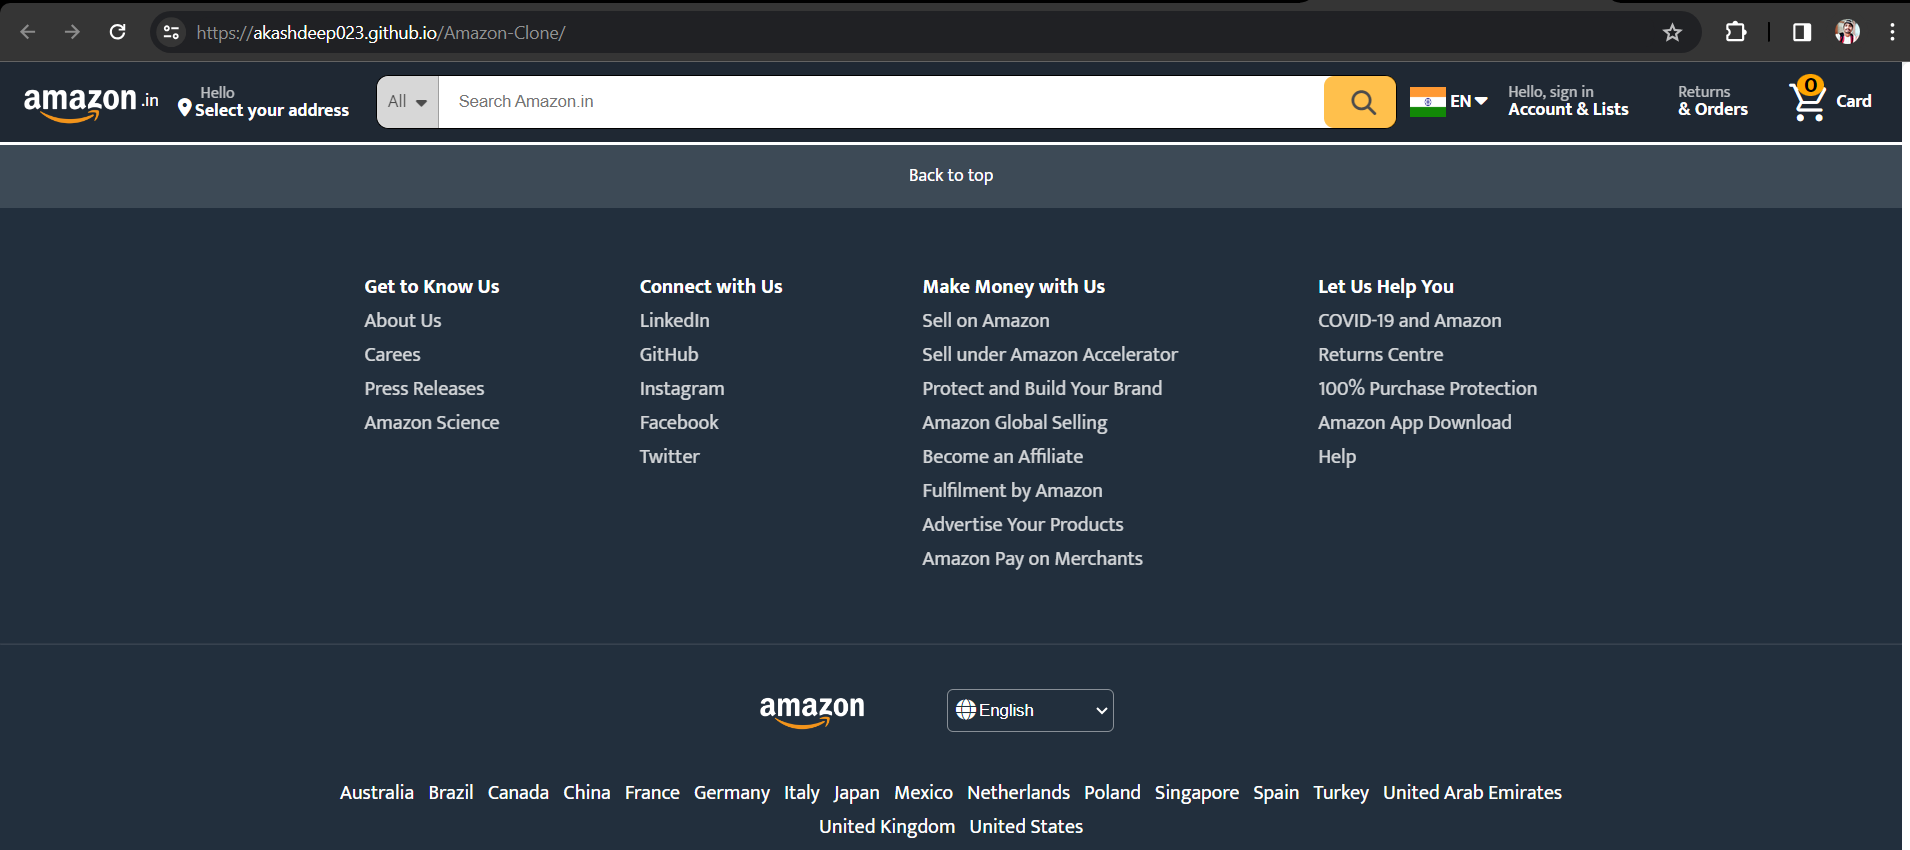 https://akashdeep023.github.io/Amazon-Clone/
amazon.in
Hello
Select your address
All
Search Amazon.in
EN
Hello, sign in
Account & Lists
Returns
& Orders
0
Card
Back to top
Get to Know Us
About Us
Carees
Press Releases
Amazon Science
Connect with Us
LinkedIn
GitHub
Instagram
Facebook
Twitter
Make Money with Us
Sell on Amazon
Sell under Amazon Accelerator
Protect and Build Your Brand
Amazon Global Selling
Become an Affiliate
Fulfilment by Amazon
Advertise Your Products
Amazon Pay on Merchants
Let Us Help You
COVID-19 and Amazon
Returns Centre
100% Purchase Protection
Amazon App Download
Help
amazon
English
Australia Brazil Canada China France Germany Italy Japan Mexico Netherlands Poland Singapore Spain Turkey United Arab Emirates
United Kingdom United States